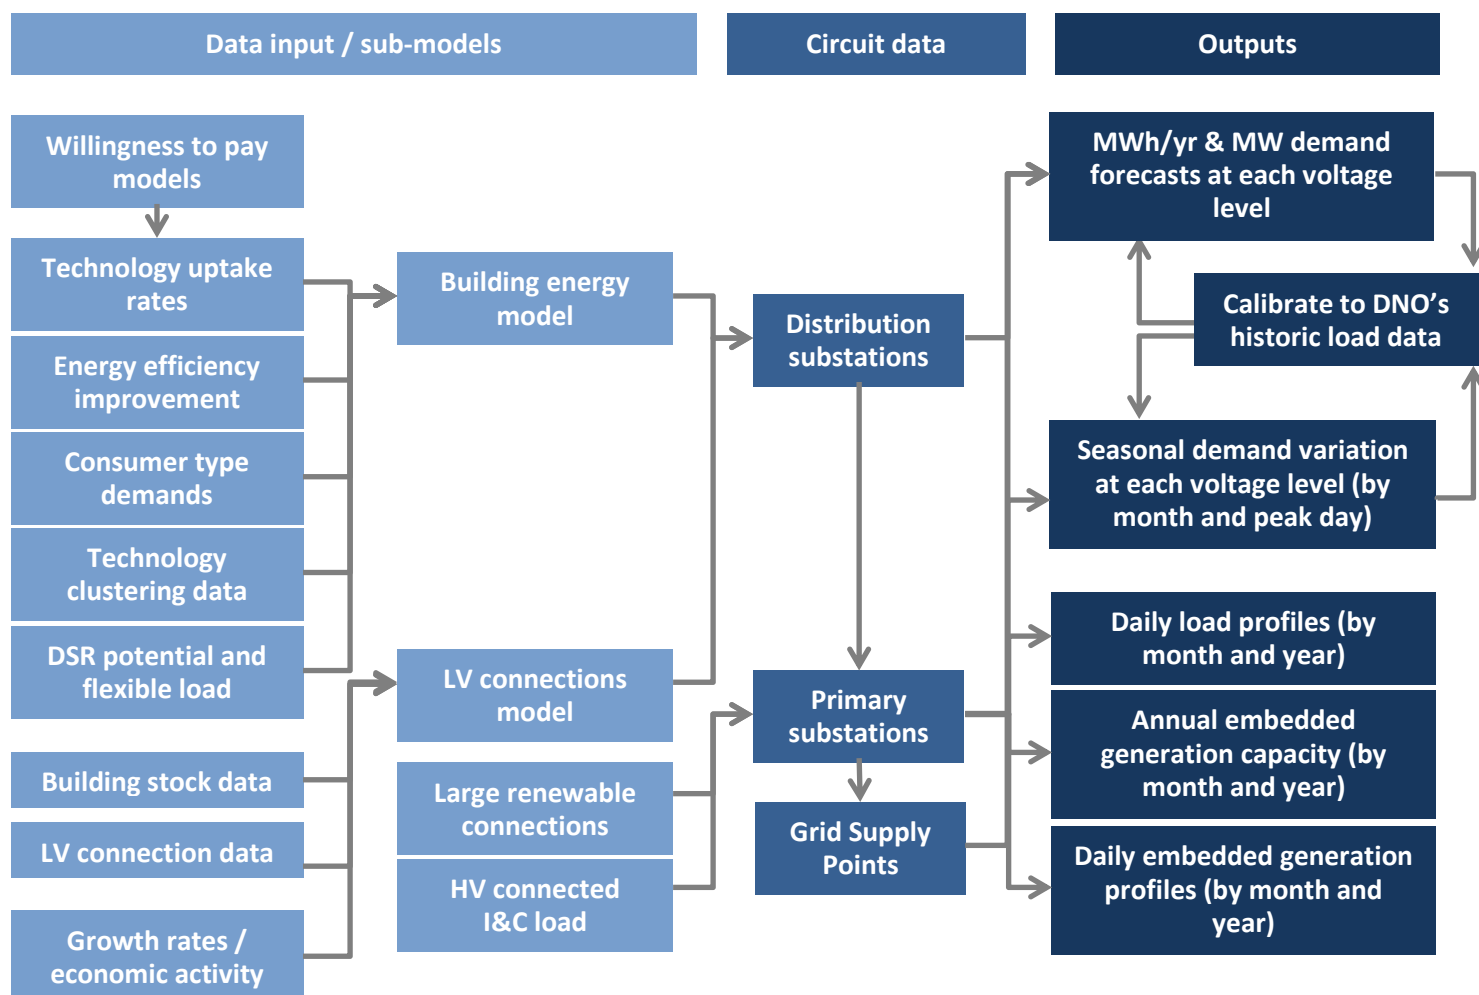 Data input / sub-models
Circuit data
Outputs
Willingness to pay
models
Technology uptake
rates
Energy efficiency
improvement
Consumer type
demands
Technology
clustering data
DSR potential and
flexible load
Building stock data
LV connection data
Growth rates /
economic activity
Building energy
model
LV connections
model
Large renewable
connections
HV connected
I&C load
Distribution
substations
Primary
substations
Grid Supply
Points
MWh/yr & MW demand
forecasts at each voltage
level
Calibrate to DNO’s
historic load data
Seasonal demand variation
at each voltage level (by
month and peak day)
Daily load profiles (by
month and year)
Annual embedded
generation capacity (by
month and year)
Daily embedded generation
profiles (by month and
year)